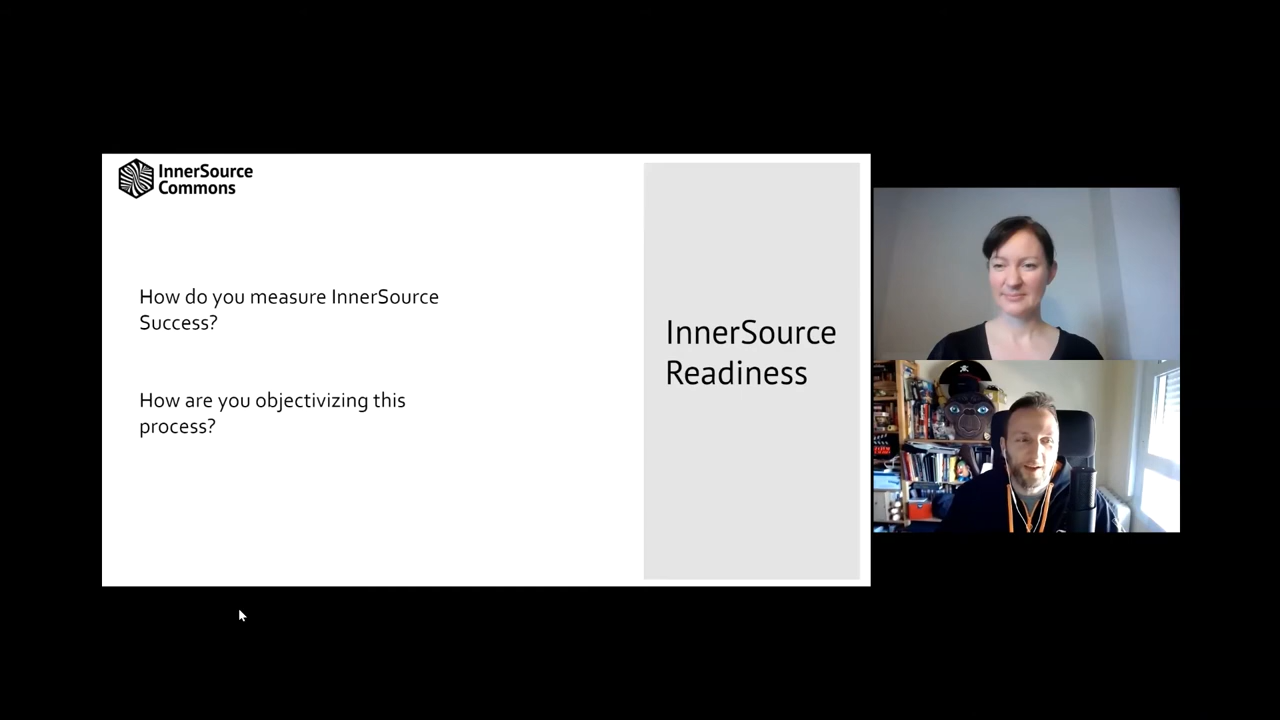 InnerSource
Commons
How do you measure InnerSource
Success?
How are you objectivizing this
process?
InnerSource
Readiness